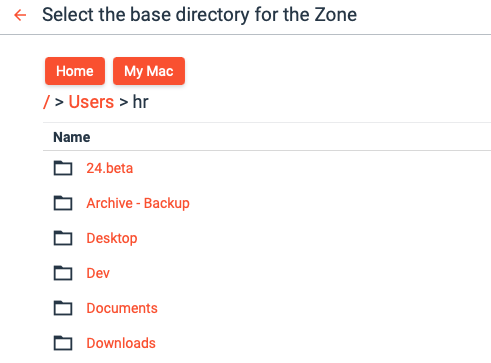 Select the base directory for the Zone
Home My Mac
/ > Users > hr
Name
24.beta
Archive - Backup
Desktop
Dev
Documents
Downloads